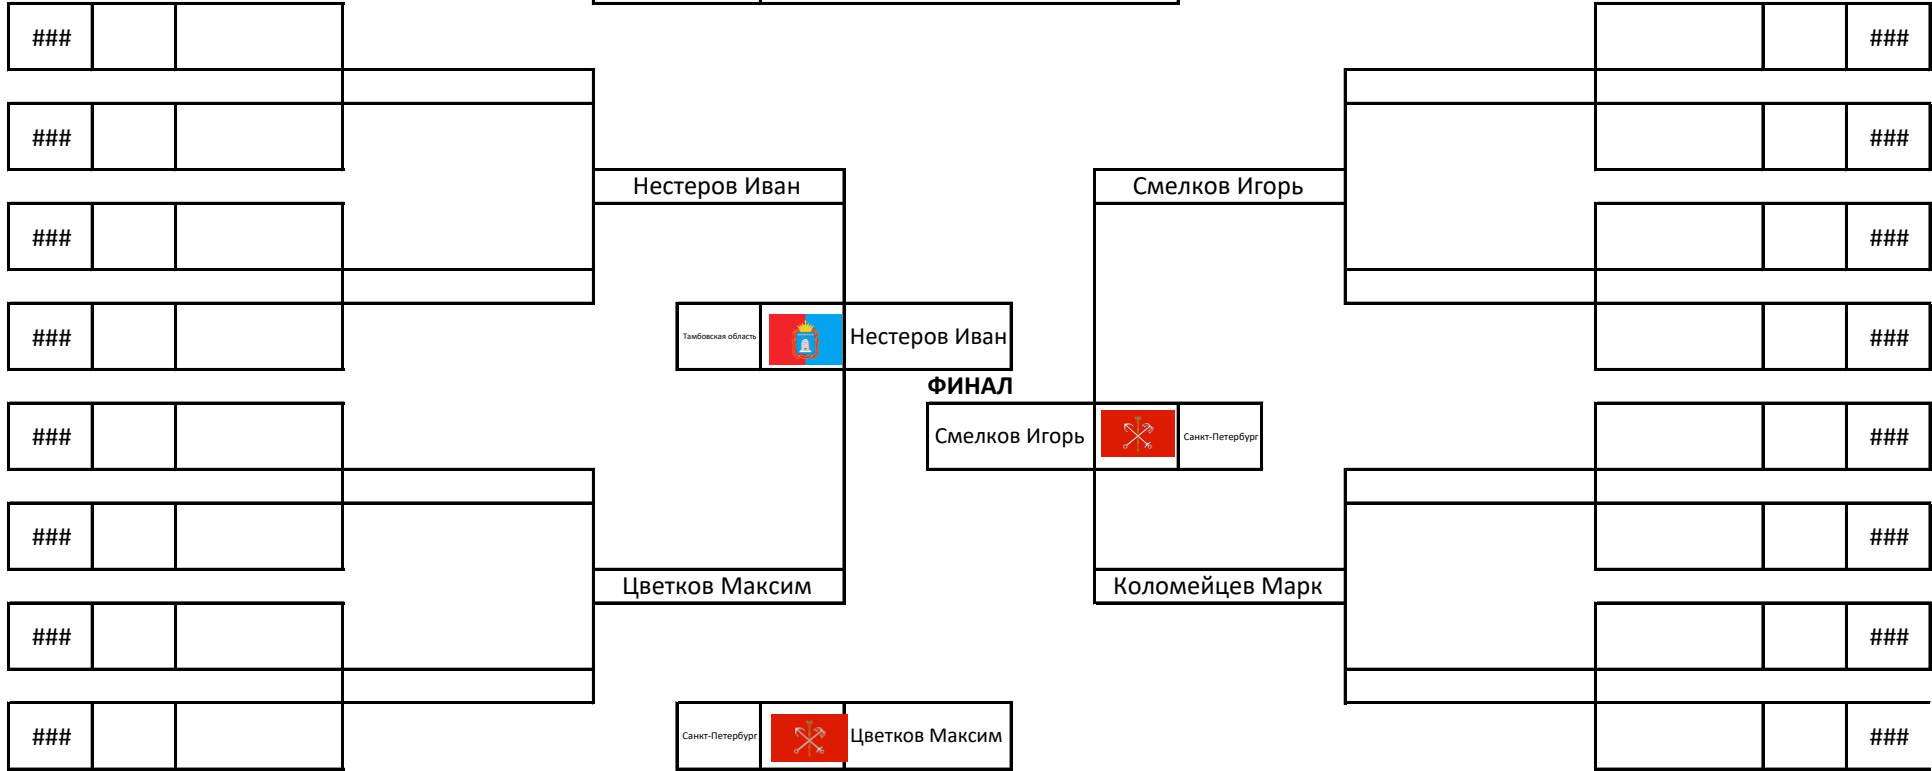 ### ###
### ###
Нестеров Иван Смелков Игорь
### ###
Тамбовская область Нестеров Иван
### ###
ФИНАЛ
### Смелков Игорь Санкт-Петербург ###
### ###
Цветков Максим Коломейцев Марк
### ###
### Санкт-Петербург Цветков Максим ###